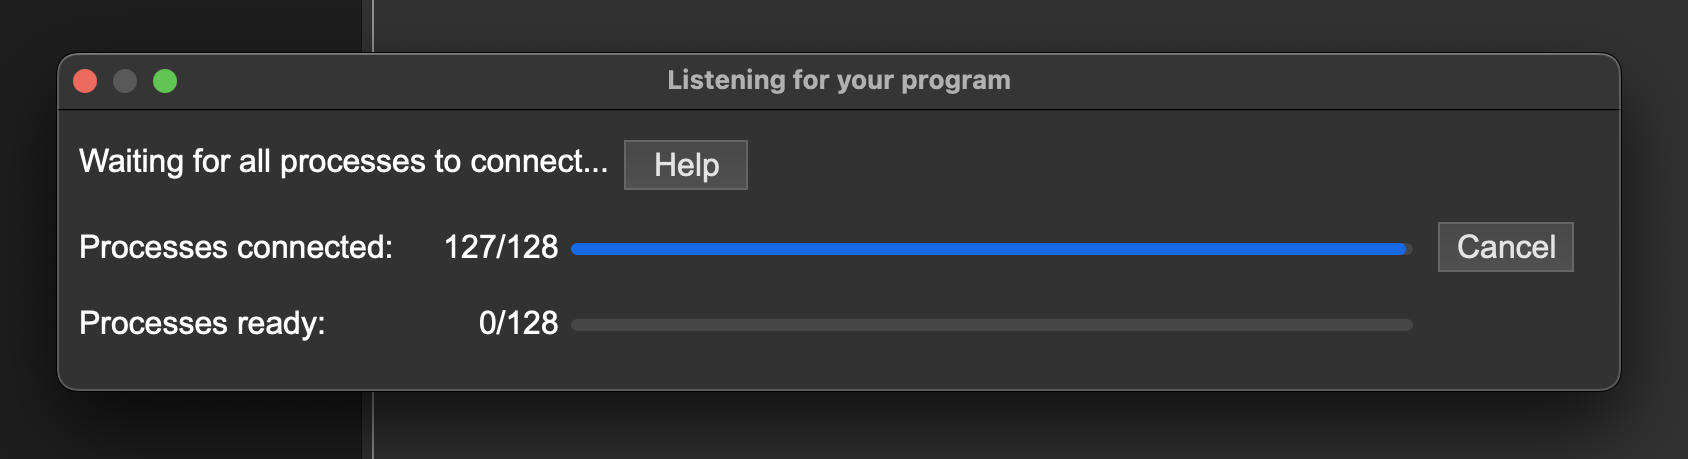 Listening for your program
Waiting for all processes to connect... Help
Processes connected: 127/128 Cancel
Processes ready: 0/128